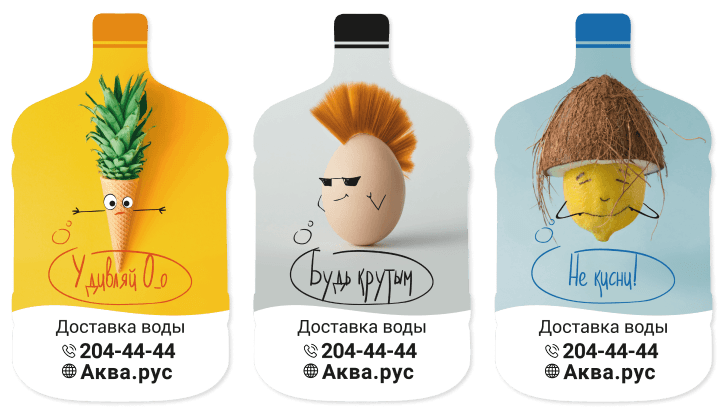 Удивляй О_о
Доставка воды
204-44-44
Аква.рус
Будь крутым
Доставка воды
204-44-44
Аква.рус
Не кисни!
Доставка воды
204-44-44
Аква.рус